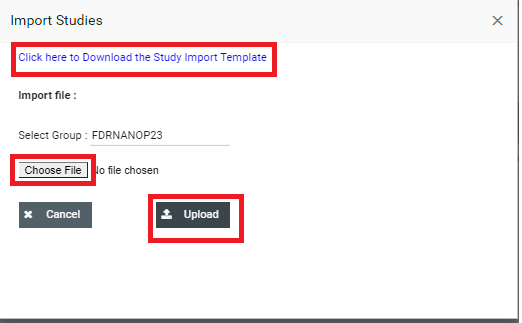 Import Studies
Click here to Download the Study Import Template
Import file :
Select Group : FDRNANOP23
Choose File No file chosen
Cancel Upload